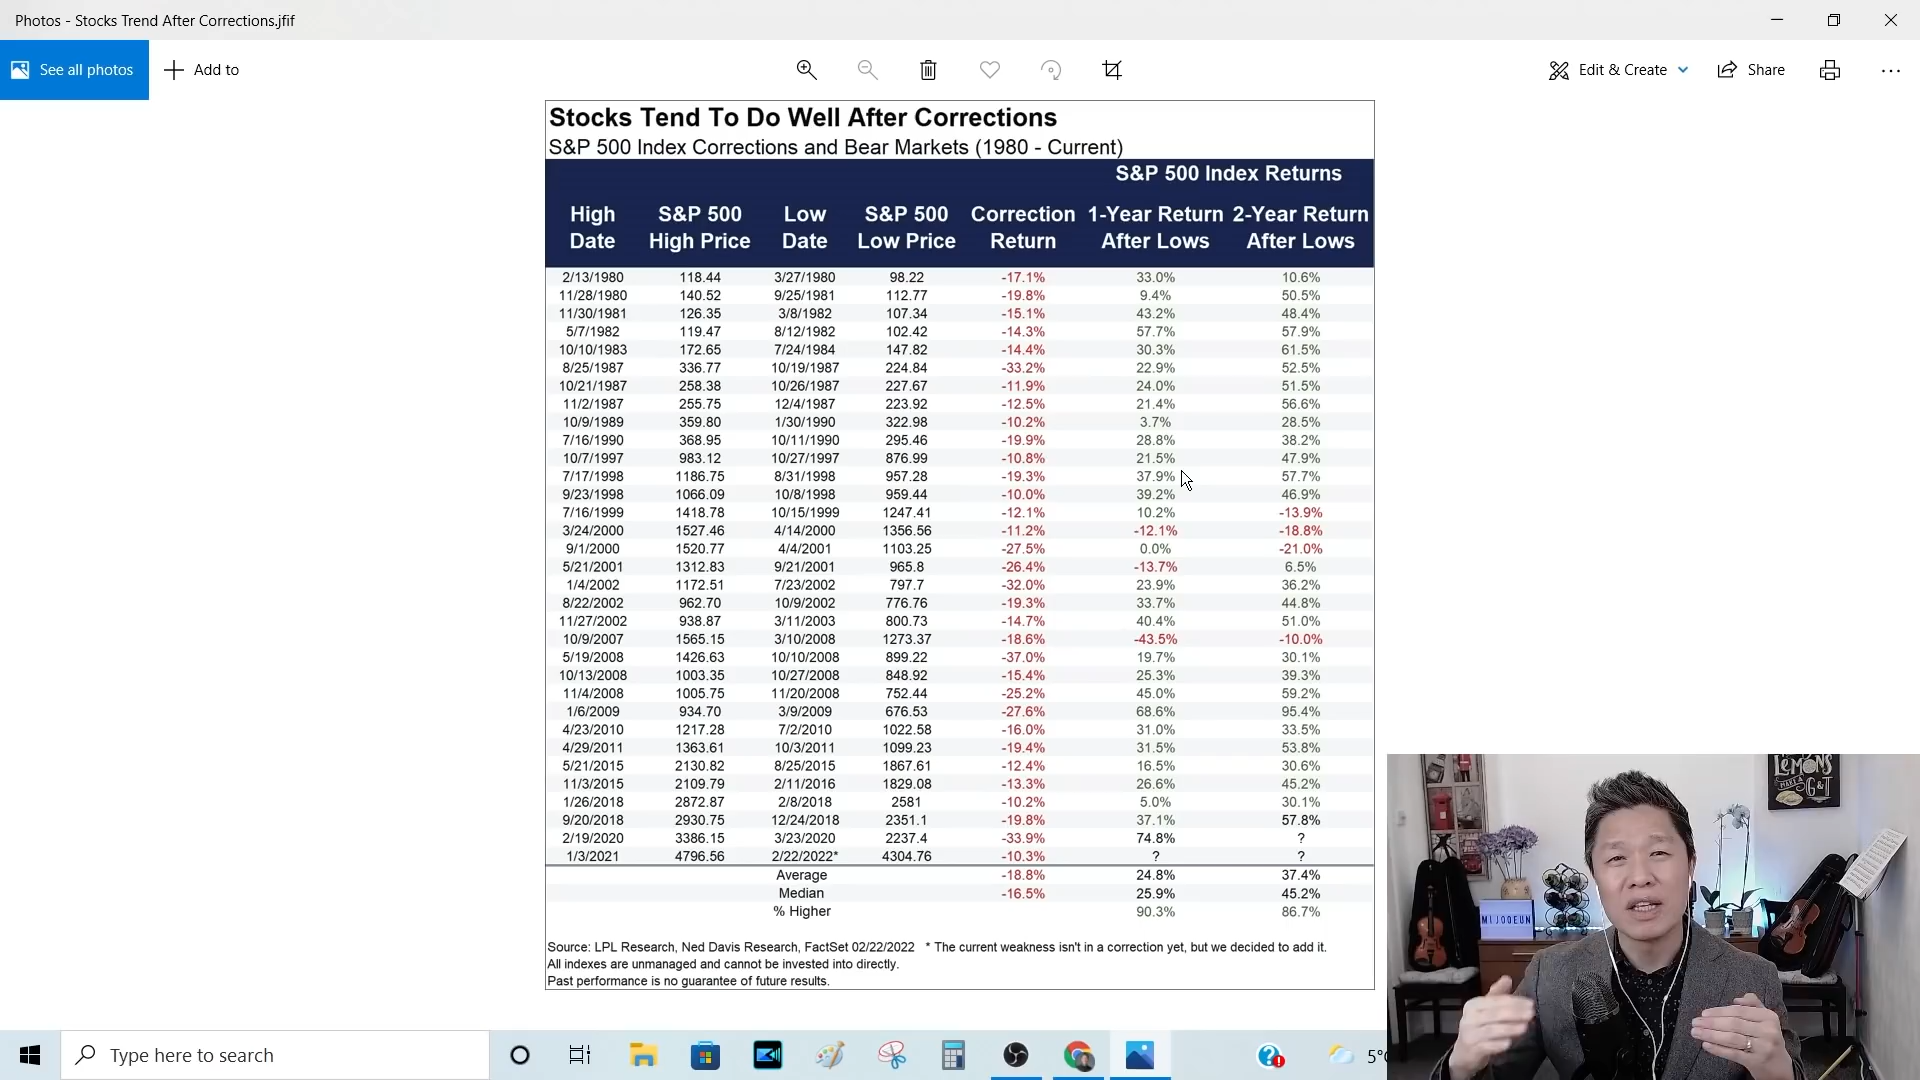 Photos - Stocks Trend After Corrections.jfif
See all photos
Add to
Edit & Create
Share
Stocks Tend To Do Well After Corrections
S&P 500 Index Corrections and Bear Markets (1980 - Current)
S&P 500 Index Returns
High Date S&P 500 High Price Low Date S&P 500 Low Price Correction Return 1-Year Return After Lows 2-Year Return After Lows
2/13/1980 118.44 3/27/1980 98.22 -17.1% 33.0% 10.6%
11/28/1980 140.52 9/25/1981 112.77 -19.8% 9.4% 50.5%
11/30/1981 126.35 3/8/1982 107.34 -15.1% 43.2% 48.4%
5/7/1982 119.47 8/12/1982 102.42 -14.3% 57.7% 57.9%
10/10/1983 172.65 7/24/1984 147.82 -14.4% 30.3% 61.5%
8/25/1987 336.77 10/19/1987 224.84 -33.2% 22.9% 52.5%
10/21/1987 258.38 10/26/1987 227.67 -11.9% 24.0% 51.5%
11/2/1987 255.75 12/4/1987 223.92 -12.5% 21.4% 56.6%
10/9/1989 359.80 1/30/1990 322.98 -10.2% 3.7% 28.5%
7/16/1990 368.95 10/11/1990 295.46 -19.9% 28.8% 38.2%
10/7/1997 983.12 10/27/1997 876.99 -10.8% 21.5% 47.9%
7/17/1998 1186.75 8/31/1998 957.28 -19.3% 37.9% 57.7%
9/23/1998 1066.09 10/8/1998 959.44 -10.0% 39.2% 46.9%
7/16/1999 1418.78 10/15/1999 1247.41 -12.1% 10.2% -13.9%
3/24/2000 1527.46 4/14/2000 1356.56 -11.2% -12.1% -18.8%
9/1/2000 1520.77 4/4/2001 1103.25 -27.5% 0.0% -21.0%
5/21/2001 1312.83 9/21/2001 965.8 -26.4% -13.7% 6.5%
1/4/2002 1172.51 7/23/2002 797.7 -32.0% 23.9% 36.2%
8/22/2002 962.70 10/9/2002 776.76 -19.3% 33.7% 44.8%
11/27/2002 938.87 3/11/2003 800.73 -14.7% 40.4% 51.0%
10/9/2007 1565.15 3/10/2008 1273.37 -18.6% -43.5% -10.0%
5/19/2008 1426.63 10/10/2008 899.22 -37.0% 19.7% 30.1%
10/13/2008 1003.35 10/27/2008 848.92 -15.4% 25.3% 39.3%
11/4/2008 1005.75 11/20/2008 752.44 -25.2% 45.0% 59.2%
1/6/2009 934.70 3/9/2009 676.53 -27.6% 68.6% 95.4%
4/23/2010 1217.28 7/2/2010 1022.58 -16.0% 31.0% 33.5%
4/29/2011 1363.61 10/3/2011 1099.23 -19.4% 31.5% 53.8%
5/21/2015 2130.82 8/25/2015 1867.61 -12.4% 16.5% 30.6%
11/3/2015 2109.79 2/11/2016 1829.08 -13.3% 26.6% 45.2%
1/26/2018 2872.87 2/8/2018 2581 -10.2% 5.0% 30.1%
9/20/2018 2930.75 12/24/2018 2351.1 -19.8% 37.1% 57.8%
2/19/2020 3386.15 3/23/2020 2237.4 -33.9% 74.8% ?
1/3/2021 4796.56 2/22/2022* 4304.76 -10.3% ? ?
Average -18.8% 24.8% 37.4%
Median -16.5% 25.9% 45.2%
% Higher 90.3% 86.7%
Source: LPL Research, Ned Davis Research, FactSet 02/22/2022 * The current weakness isn't in a correction yet, but we decided to add it.
All indexes are unmanaged and cannot be invested into directly.
Past performance is no guarantee of future results.
LEMONS
MAKE A
G&T
MIJOOEUN
Type here to search
5°